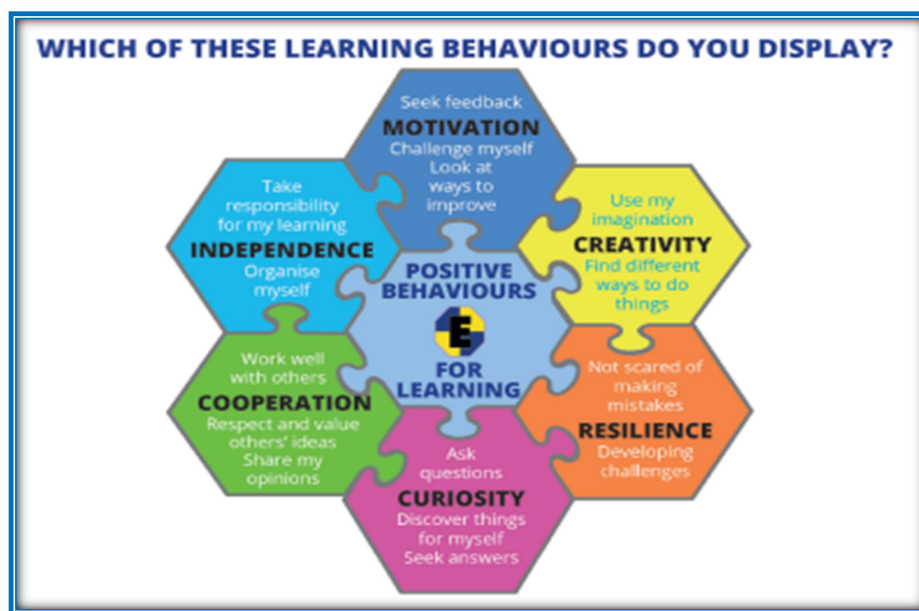 WHICH OF THESE LEARNING BEHAVIOURS DO YOU DISPLAY?
Seek feedback
MOTIVATION
Challenge myself
Look at
ways to
improve
Use my
imagination
CREATIVITY
Find different
ways to do
things
Not scared of
making
mistakes
RESILIENCE
Developing
challenges
Ask
questions
CURIOSITY
Discover things
for myself
Seek answers
Work well
with others
COOPERATION
Respect and value
others' ideas
Share my
opinions
Take
responsibility
for my learning
INDEPENDENCE
Organise
myself
POSITIVE
BEHAVIOURS
E
FOR
LEARNING